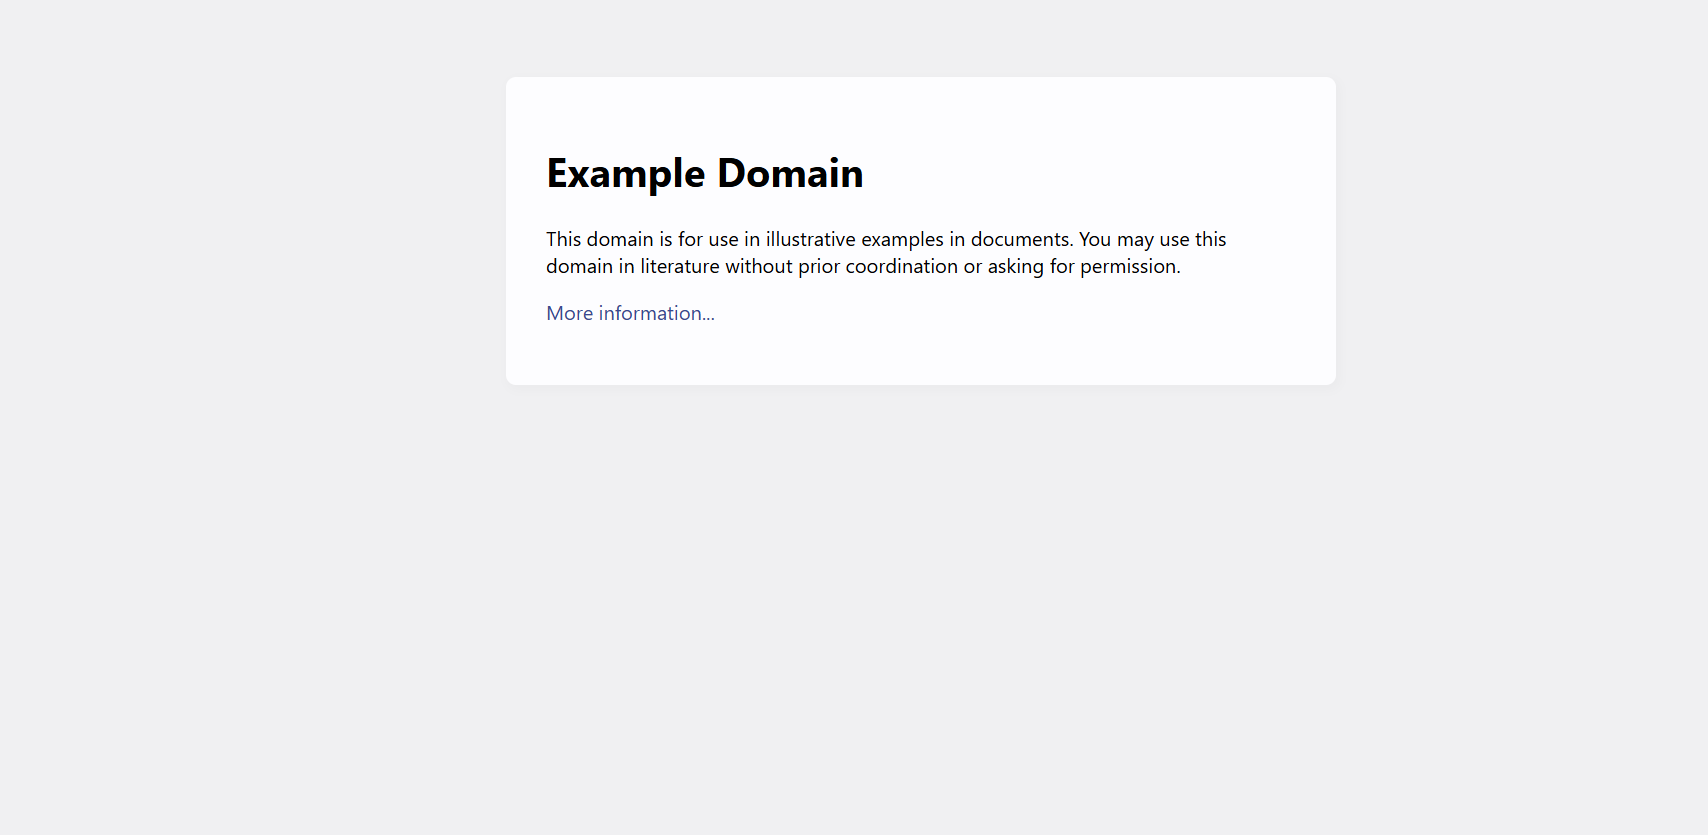 Example Domain
This domain is for use in illustrative examples in documents. You may use this
domain in literature without prior coordination or asking for permission.
More information...